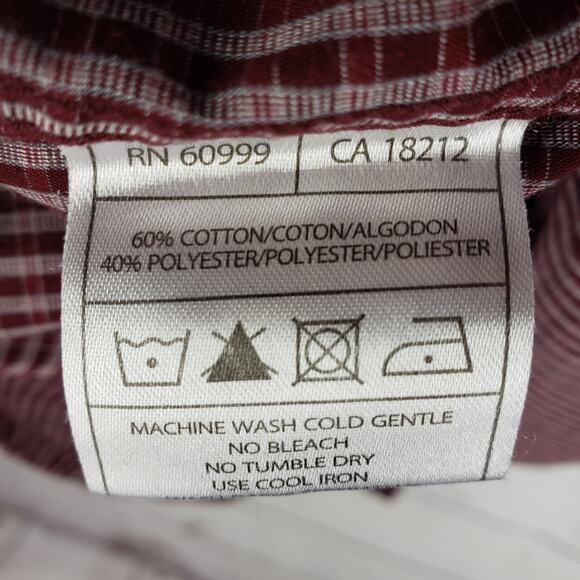 RN 60999 CA 18212
60% COTTON/COTON/ALGODON
40% POLYESTER/POLYESTER/POLIESTER
MACHINE WASH COLD GENTLE
NO BLEACH
NO TUMBLE DRY
USE COOL IRON